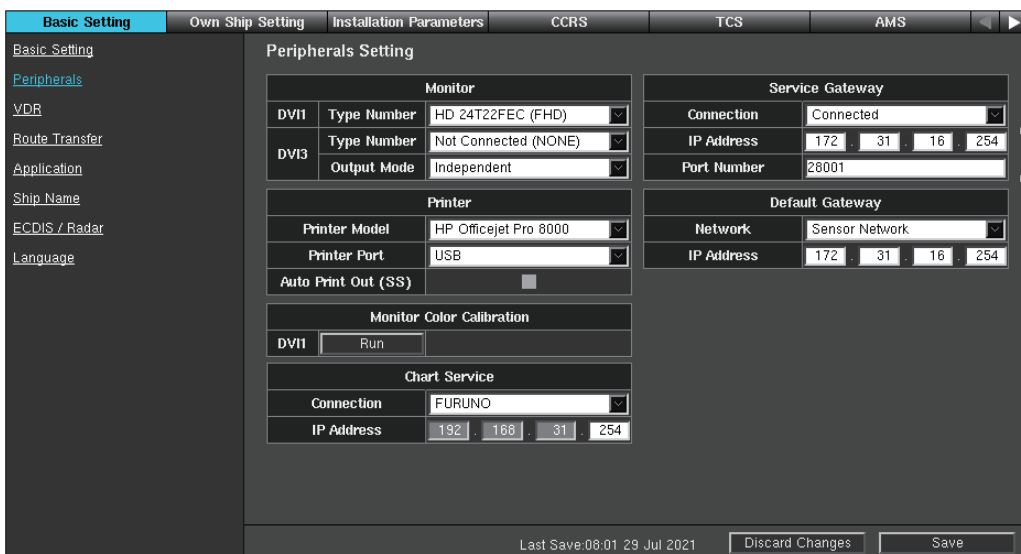 Basic Setting Own Ship Setting Installation Parameters CCRS TCS AMS
Basic Setting
Peripherals
VDR
Route Transfer
Application
Ship Name
ECDIS / Radar
Language
Peripherals Setting
Monitor
DVI1 Type Number HD 24T22FEC (FHD)
DVI3 Type Number Not Connected (NONE)
Output Mode Independent
Printer
Printer Model HP Officejet Pro 8000
Printer Port USB
Auto Print Out (SS)
Monitor Color Calibration
DVI1 Run
Chart Service
Connection FURUNO
IP Address 192 . 168 . 31 . 254
Service Gateway
Connection Connected
IP Address 172 . 31 . 16 . 254
Port Number 28001
Default Gateway
Network Sensor Network
IP Address 172 . 31 . 16 . 254
Last Save:08:01 29 Jul 2021 Discard Changes Save